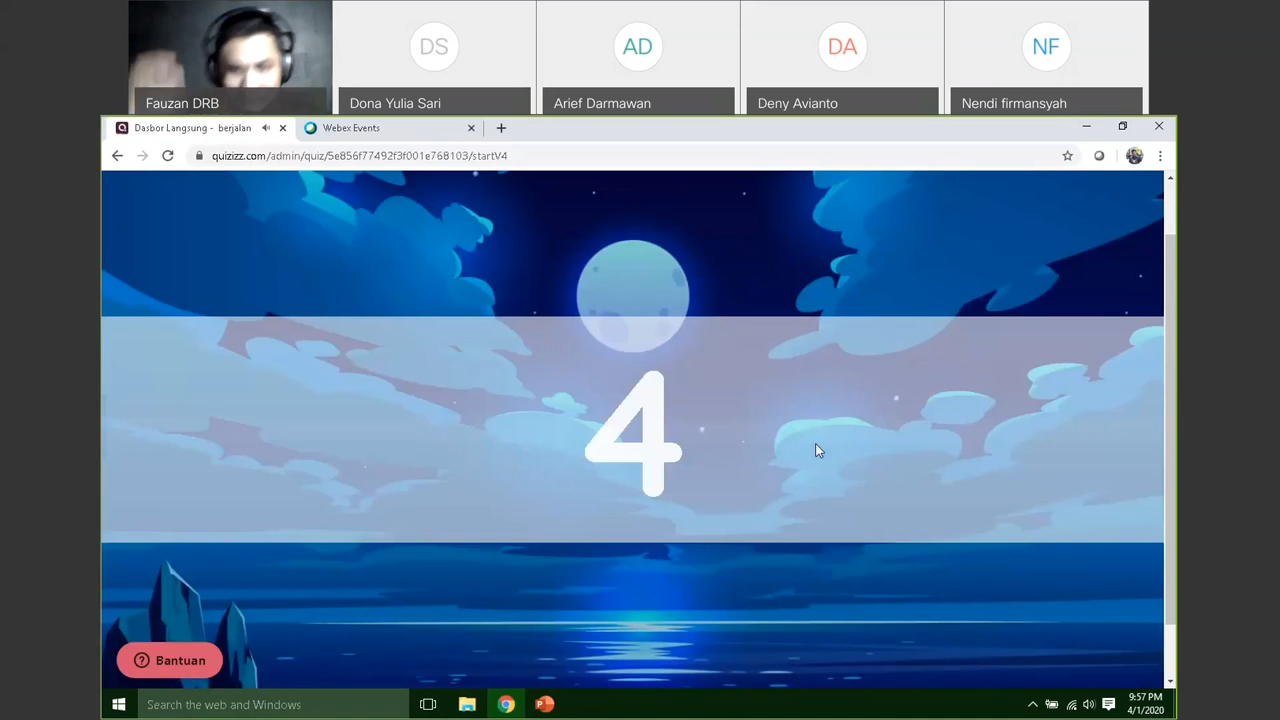 DS
AD
DA
NF
Fauzan DRB
Dona Yulia Sari
Arief Darmawan
Deny Avianto
Nendi firmansyah
Dasbor Langsung - berjalan
Webex Events
quizizz.com/admin/quiz/5e856f77492f3f001e768103/startV4
4
Bantuan
Search the web and Windows
9:57 PM
4/1/2020